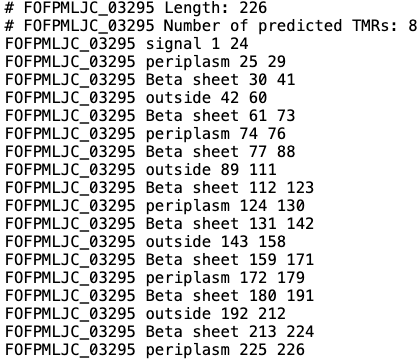 # FOFPMLJC_03295 Length: 226
# FOFPMLJC_03295 Number of predicted TMRs: 8
FOFPMLJC_03295 signal 1 24
FOFPMLJC_03295 periplasm 25 29
FOFPMLJC_03295 Beta sheet 30 41
FOFPMLJC_03295 outside 42 60
FOFPMLJC_03295 Beta sheet 61 73
FOFPMLJC_03295 periplasm 74 76
FOFPMLJC_03295 Beta sheet 77 88
FOFPMLJC_03295 outside 89 111
FOFPMLJC_03295 Beta sheet 112 123
FOFPMLJC_03295 periplasm 124 130
FOFPMLJC_03295 Beta sheet 131 142
FOFPMLJC_03295 outside 143 158
FOFPMLJC_03295 Beta sheet 159 171
FOFPMLJC_03295 periplasm 172 179
FOFPMLJC_03295 Beta sheet 180 191
FOFPMLJC_03295 outside 192 212
FOFPMLJC_03295 Beta sheet 213 224
FOFPMLJC_03295 periplasm 225 226